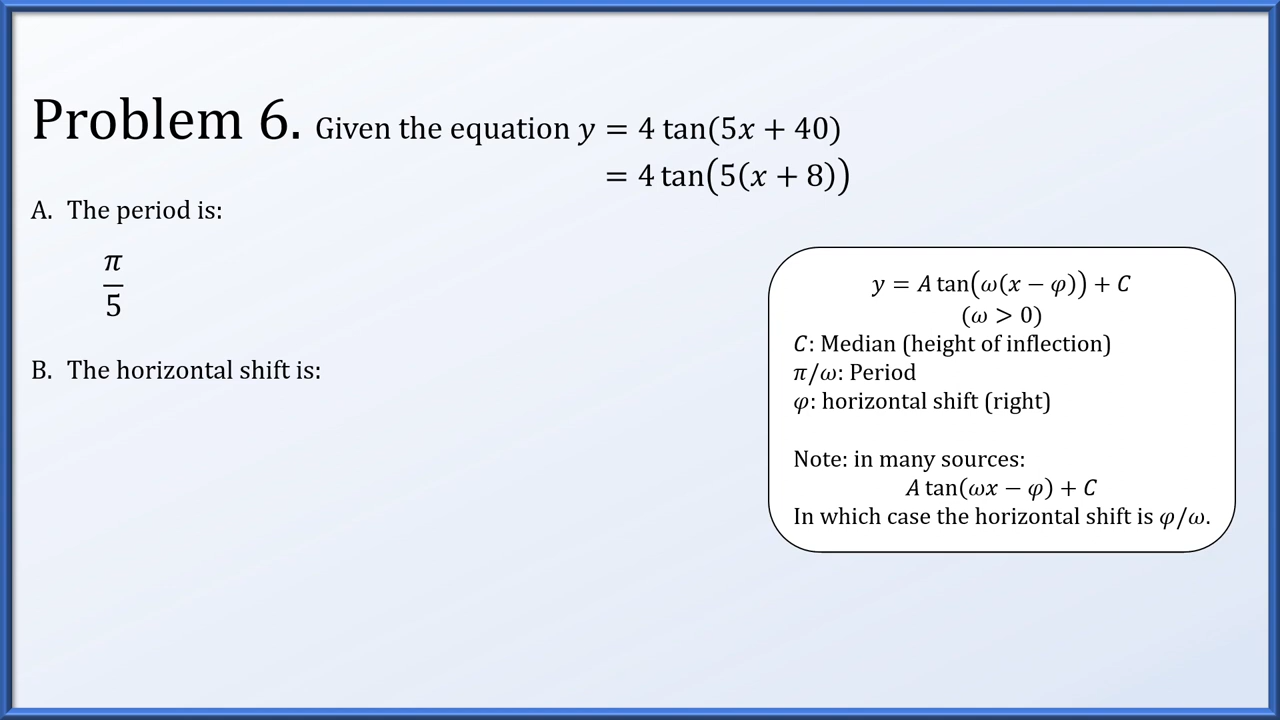 Problem 6. Given the equation y = 4 tan(5x + 40)
= 4 tan(5(x + 8))
A. The period is:
π/5
B. The horizontal shift is:
y = A tan(ω(x − φ)) + C
(ω > 0)
C: Median (height of inflection)
π/ω: Period
φ: horizontal shift (right)
Note: in many sources:
A tan(ωx − φ) + C
In which case the horizontal shift is φ/ω.